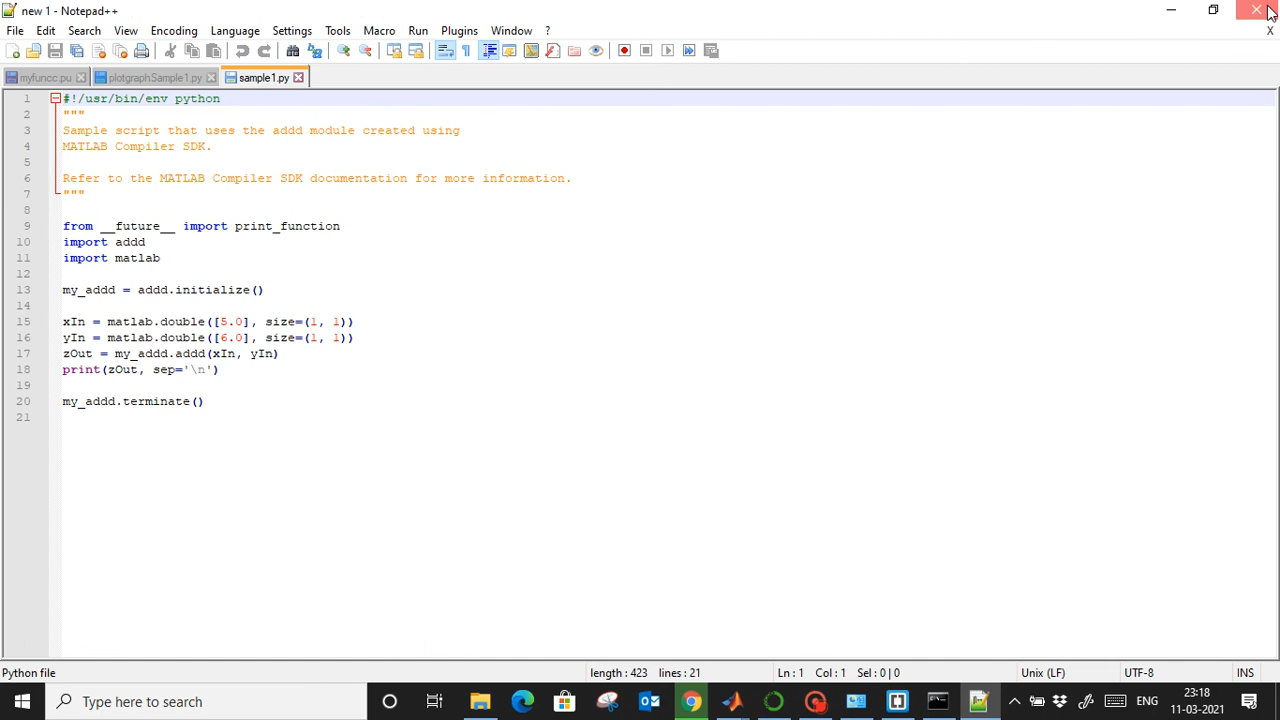 new 1 - Notepad++
File Edit Search View Encoding Language Settings Tools Macro Run Plugins Window ? X
myfuncc.pu plotgraphSample1.py sample1.py
1 #!/usr/bin/env python
2 """
3 Sample script that uses the addd module created using
4 MATLAB Compiler SDK.
5
6 Refer to the MATLAB Compiler SDK documentation for more information.
7 """
8
9 from __future__ import print_function
10 import addd
11 import matlab
12
13 my_addd = addd.initialize()
14
15 xIn = matlab.double([5.0], size=(1, 1))
16 yIn = matlab.double([6.0], size=(1, 1))
17 zOut = my_addd.addd(xIn, yIn)
18 print(zOut, sep='\n')
19
20 my_addd.terminate()
21
Python file length : 423 lines : 21 Ln : 1 Col : 1 Sel : 0 | 0 Unix (LF) UTF-8 INS
Type here to search ENG 23:18
11-03-2021